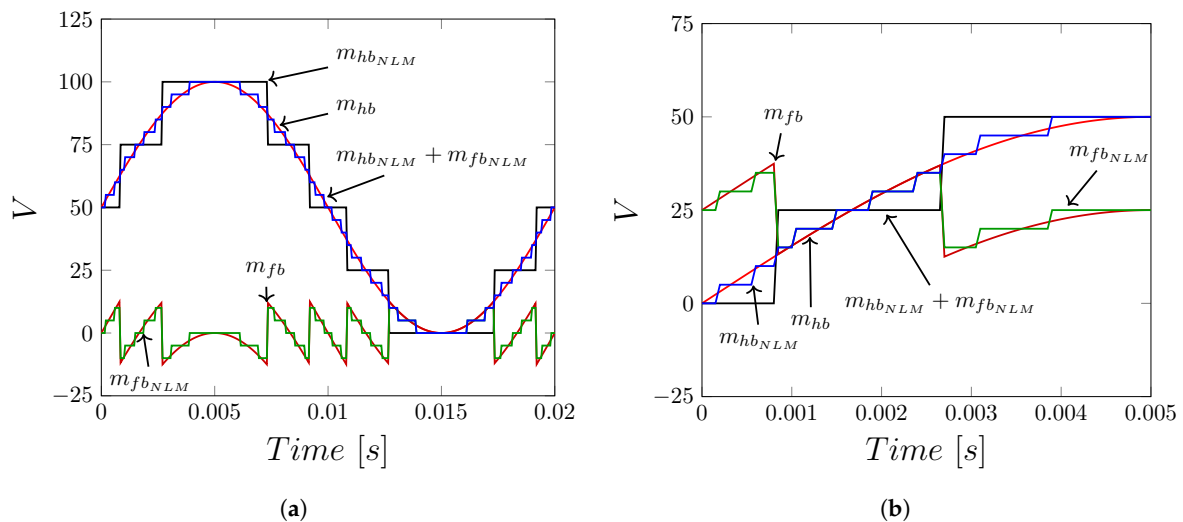 125
100
75
50
25
0
−25
0
0.005
0.01
0.015
0.02
V
Time [s]
m_{hb_{NLM}}
m_{hb}
m_{hb_{NLM}} + m_{fb_{NLM}}
m_{fb}
m_{fb_{NLM}}
(a)
75
50
25
0
−25
0
0.001
0.002
0.003
0.004
0.005
V
Time [s]
m_{fb}
m_{fb_{NLM}}
m_{hb_{NLM}} + m_{fb_{NLM}}
m_{hb}
m_{hb_{NLM}}
(b)